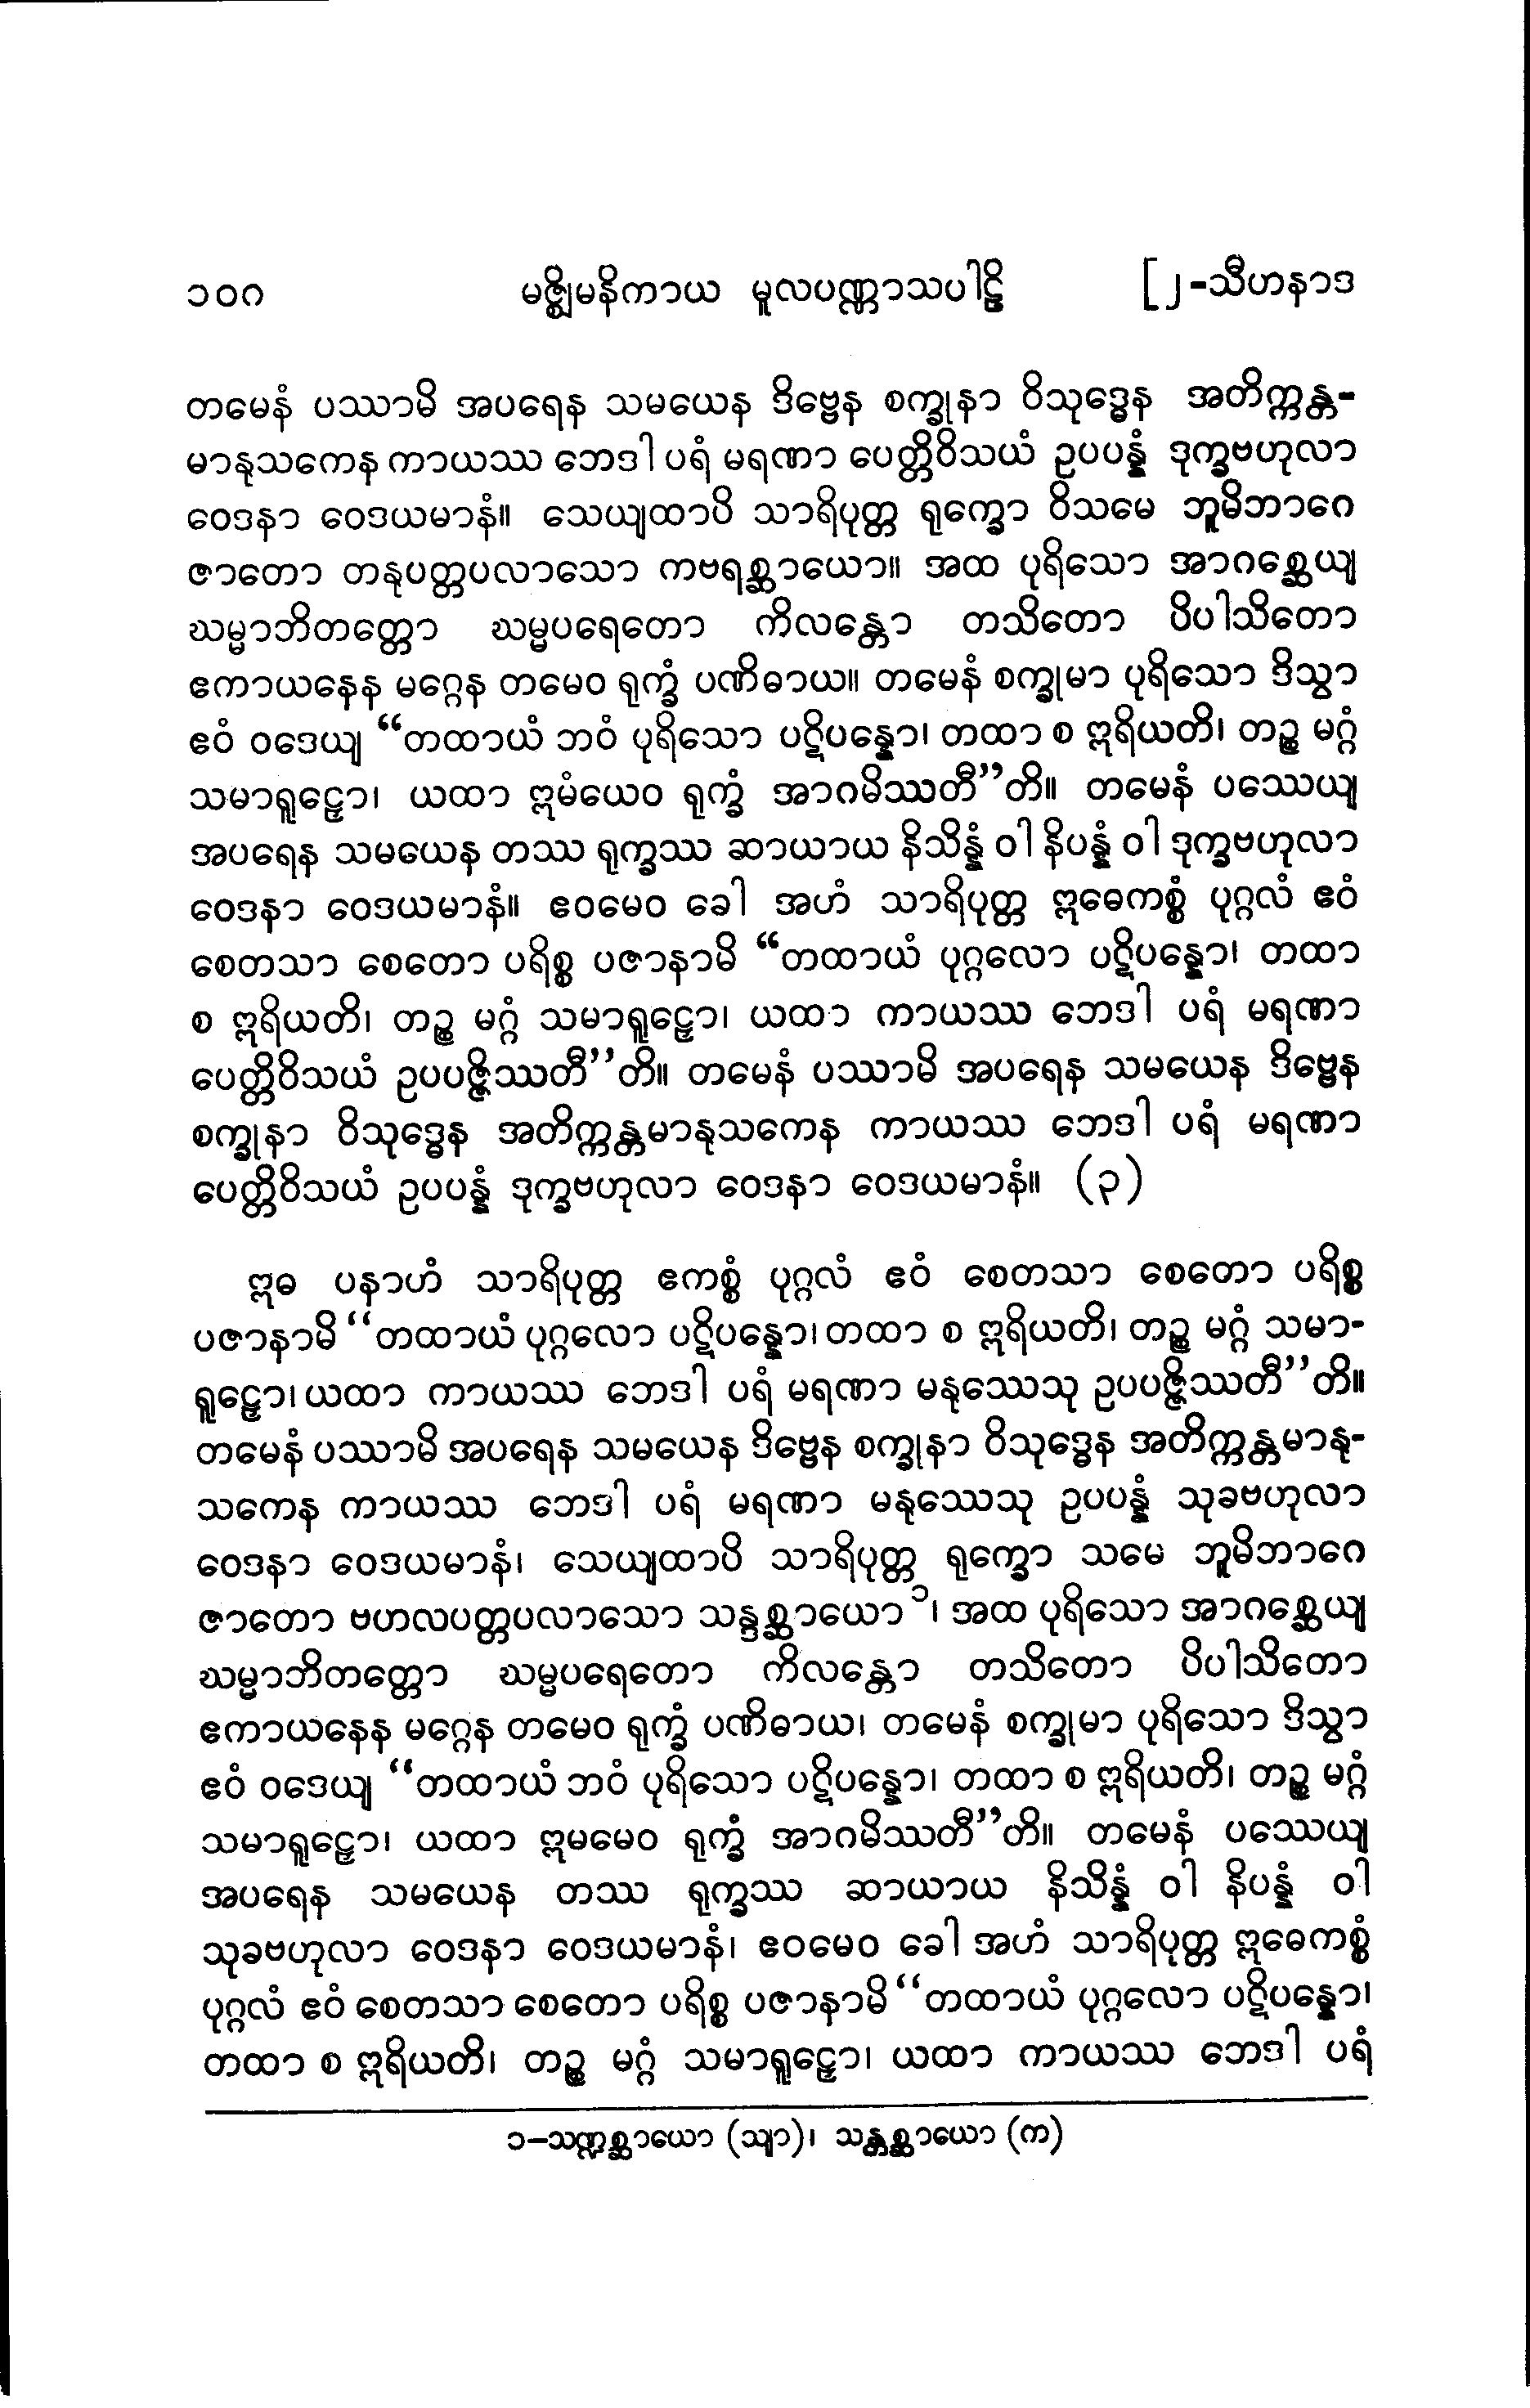 ၁၀ဂ မဇ္ဈိမနိကာယ မူလပဏ္ဏာသပါဠိ [၂-သီဟနာဒ
တမေနံ ပဿာမိ အပရေန သမယေန ဒိဗ္ဗေန စက္ခုနာ ဝိသုဒ္ဓေန အတိက္ကန္တ-
မာနုသကေန ကာယဿ ဘေဒါ ပရံ မရဏာ ပေတ္တိဝိသယံ ဥပပန္နံ ဒုက္ခဗဟုလာ
ဝေဒနာ ဝေဒယမာနံ။ သေယျထာပိ သာရိပုတ္တ ရုက္ခော ဝိသမေ ဘူမိဘာဂေ
ဇာတော တနုပတ္တပလာသော ကဗရစ္ဆာယော။ အထ ပုရိသော အာဂစ္ဆေယျ
ဃမ္မာဘိတတ္တော ဃမ္မပရေတော ကိလန္တော တသိတော ပိပါသိတော
ဧကာယနေန မဂ္ဂေန တမေဝ ရုက္ခံ ပဏိဓာယ။ တမေနံ စက္ခုမာ ပုရိသော ဒိသွာ
ဧဝံ ဝဒေယျ “တထာယံ ဘဝံ ပုရိသော ပဋိပန္နော၊ တထာ စ ဣရိယတိ၊ တဉ္စ မဂ္ဂံ
သမာရူဠှော၊ ယထာ ဣမံယေဝ ရုက္ခံ အာဂမိဿတီ”တိ။ တမေနံ ပဿေယျ
အပရေန သမယေန တဿ ရုက္ခဿ ဆာယာယ နိသိန္နံ ဝါ နိပန္နံ ဝါ ဒုက္ခဗဟုလာ
ဝေဒနာ ဝေဒယမာနံ။ ဧဝမေဝ ခေါ အဟံ သာရိပုတ္တ ဣဓေကစ္စံ ပုဂ္ဂလံ ဧဝံ
စေတသာ စေတော ပရိစ္စ ပဇာနာမိ “တထာယံ ပုဂ္ဂလော ပဋိပန္နော၊ တထာ
စ ဣရိယတိ၊ တဉ္စ မဂ္ဂံ သမာရူဠှော၊ ယထာ ကာယဿ ဘေဒါ ပရံ မရဏာ
ပေတ္တိဝိသယံ ဥပပဇ္ဇိဿတီ”တိ။ တမေနံ ပဿာမိ အပရေန သမယေန ဒိဗ္ဗေန
စက္ခုနာ ဝိသုဒ္ဓေန အတိက္ကန္တမာနုသကေန ကာယဿ ဘေဒါ ပရံ မရဏာ
ပေတ္တိဝိသယံ ဥပပန္နံ ဒုက္ခဗဟုလာ ဝေဒနာ ဝေဒယမာနံ။ (၃)
ဣဓ ပနာဟံ သာရိပုတ္တ ဧကစ္စံ ပုဂ္ဂလံ ဧဝံ စေတသာ စေတော ပရိစ္စ
ပဇာနာမိ “တထာယံ ပုဂ္ဂလော ပဋိပန္နော၊ တထာ စ ဣရိယတိ၊ တဉ္စ မဂ္ဂံ သမာ-
ရူဠှော၊ ယထာ ကာယဿ ဘေဒါ ပရံ မရဏာ မနုဿေသု ဥပပဇ္ဇိဿတီ”တိ။
တမေနံ ပဿာမိ အပရေန သမယေန ဒိဗ္ဗေန စက္ခုနာ ဝိသုဒ္ဓေန အတိက္ကန္တမာနု-
သကေန ကာယဿ ဘေဒါ ပရံ မရဏာ မနုဿေသု ဥပပန္နံ သုခဗဟုလာ
ဝေဒနာ ဝေဒယမာနံ၊ သေယျထာပိ သာရိပုတ္တ ရုက္ခော သမေ ဘူမိဘာဂေ
ဇာတော ဗဟလပတ္တပလာသော သန္ဒစ္ဆာယော ၁၊ အထ ပုရိသော အာဂစ္ဆေယျ
ဃမ္မာဘိတတ္တော ဃမ္မပရေတော ကိလန္တော တသိတော ပိပါသိတော
ဧကာယနေန မဂ္ဂေန တမေဝ ရုက္ခံ ပဏိဓာယ၊ တမေနံ စက္ခုမာ ပုရိသော ဒိသွာ
ဧဝံ ဝဒေယျ “တထာယံ ဘဝံ ပုရိသော ပဋိပန္နော၊ တထာ စ ဣရိယတိ၊ တဉ္စ မဂ္ဂံ
သမာရူဠှော၊ ယထာ ဣမမေဝ ရုက္ခံ အာဂမိဿတီ”တိ။ တမေနံ ပဿေယျ
အပရေန သမယေန တဿ ရုက္ခဿ ဆာယာယ နိသိန္နံ ဝါ နိပန္နံ ဝါ
သုခဗဟုလာ ဝေဒနာ ဝေဒယမာနံ၊ ဧဝမေဝ ခေါ အဟံ သာရိပုတ္တ ဣဓေကစ္စံ
ပုဂ္ဂလံ ဧဝံ စေတသာ စေတော ပရိစ္စ ပဇာနာမိ “တထာယံ ပုဂ္ဂလော ပဋိပန္နော၊
တထာ စ ဣရိယတိ၊ တဉ္စ မဂ္ဂံ သမာရူဠှော၊ ယထာ ကာယဿ ဘေဒါ ပရံ
၁–သဏ္ဍစ္ဆာယော (သျာ)၊ သန္တစ္ဆာယော (က)